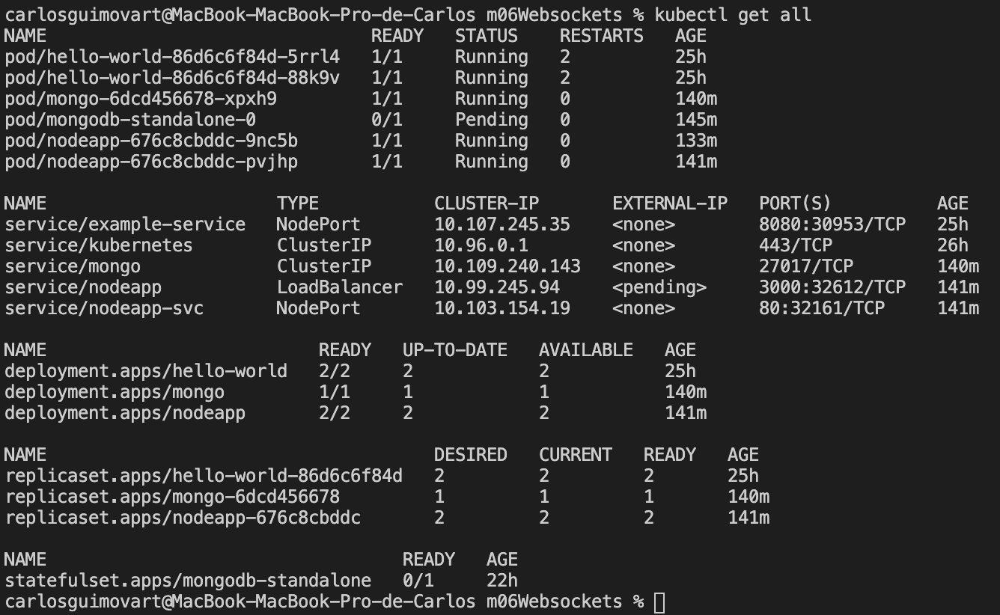 carlosguimovart@MacBook-MacBook-Pro-de-Carlos m06Websockets % kubectl get all
NAME READY STATUS RESTARTS AGE
pod/hello-world-86d6c6f84d-5rrl4 1/1 Running 2 25h
pod/hello-world-86d6c6f84d-88k9v 1/1 Running 2 25h
pod/mongo-6dcd456678-xpxh9 1/1 Running 0 140m
pod/mongodb-standalone-0 0/1 Pending 0 145m
pod/nodeapp-676c8cbddc-9nc5b 1/1 Running 0 133m
pod/nodeapp-676c8cbddc-pvjhp 1/1 Running 0 141m
NAME TYPE CLUSTER-IP EXTERNAL-IP PORT(S) AGE
service/example-service NodePort 10.107.245.35 <none> 8080:30953/TCP 25h
service/kubernetes ClusterIP 10.96.0.1 <none> 443/TCP 26h
service/mongo ClusterIP 10.109.240.143 <none> 27017/TCP 140m
service/nodeapp LoadBalancer 10.99.245.94 <pending> 3000:32612/TCP 141m
service/nodeapp-svc NodePort 10.103.154.19 <none> 80:32161/TCP 141m
NAME READY UP-TO-DATE AVAILABLE AGE
deployment.apps/hello-world 2/2 2 2 25h
deployment.apps/mongo 1/1 1 1 140m
deployment.apps/nodeapp 2/2 2 2 141m
NAME DESIRED CURRENT READY AGE
replicaset.apps/hello-world-86d6c6f84d 2 2 2 25h
replicaset.apps/mongo-6dcd456678 1 1 1 140m
replicaset.apps/nodeapp-676c8cbddc 2 2 2 141m
NAME READY AGE
statefulset.apps/mongodb-standalone 0/1 22h
carlosguimovart@MacBook-MacBook-Pro-de-Carlos m06Websockets %